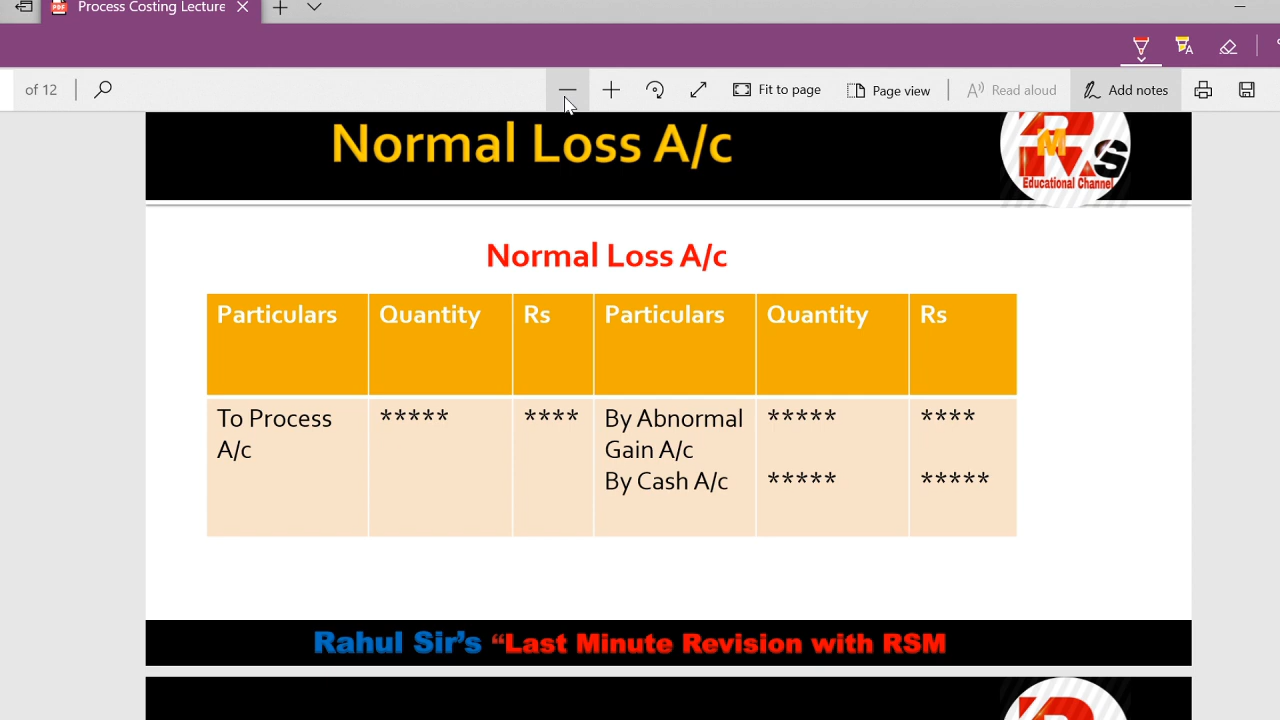 Process Costing Lecture
of 12
Fit to page
Page view
Read aloud
Add notes
Normal Loss A/c
RMS
Educational Channel
Normal Loss A/c
Particulars Quantity Rs Particulars Quantity Rs
To Process ***** **** By Abnormal ***** ****
A/c Gain A/c
By Cash A/c ***** *****
Rahul Sir's “Last Minute Revision with RSM